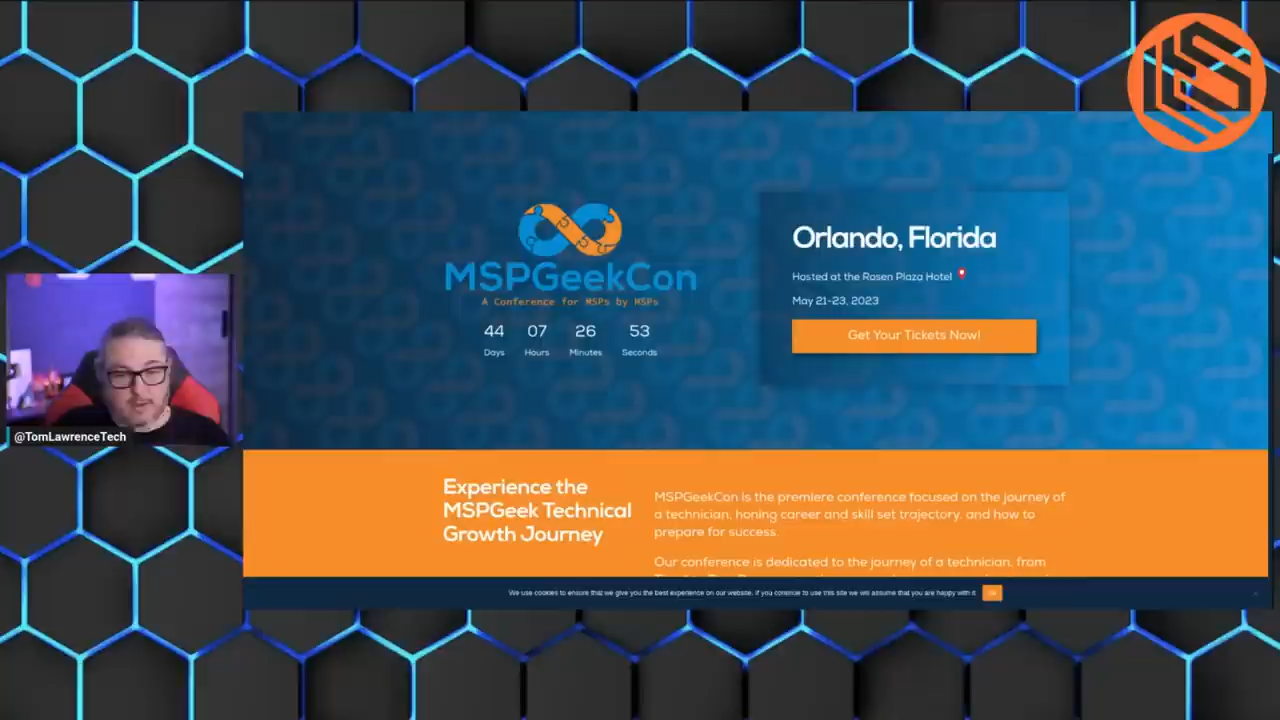 MSPGeekCon
A Conference for MSPs by MSPs
44 07 26 53
Days Hours Minutes Seconds
Orlando, Florida
Hosted at the Rosen Plaza Hotel
May 21-23, 2023
Get Your Tickets Now!
@TomLawrenceTech
Experience the
MSPGeek Technical
Growth Journey
MSPGeekCon is the premiere conference focused on the journey of
a technician, honing career and skill set trajectory, and how to
prepare for success.
Our conference is dedicated to the journey of a technician, from
We use cookies to ensure that we give you the best experience on our website. If you continue to use this site we will assume that you are happy with it.
Ok